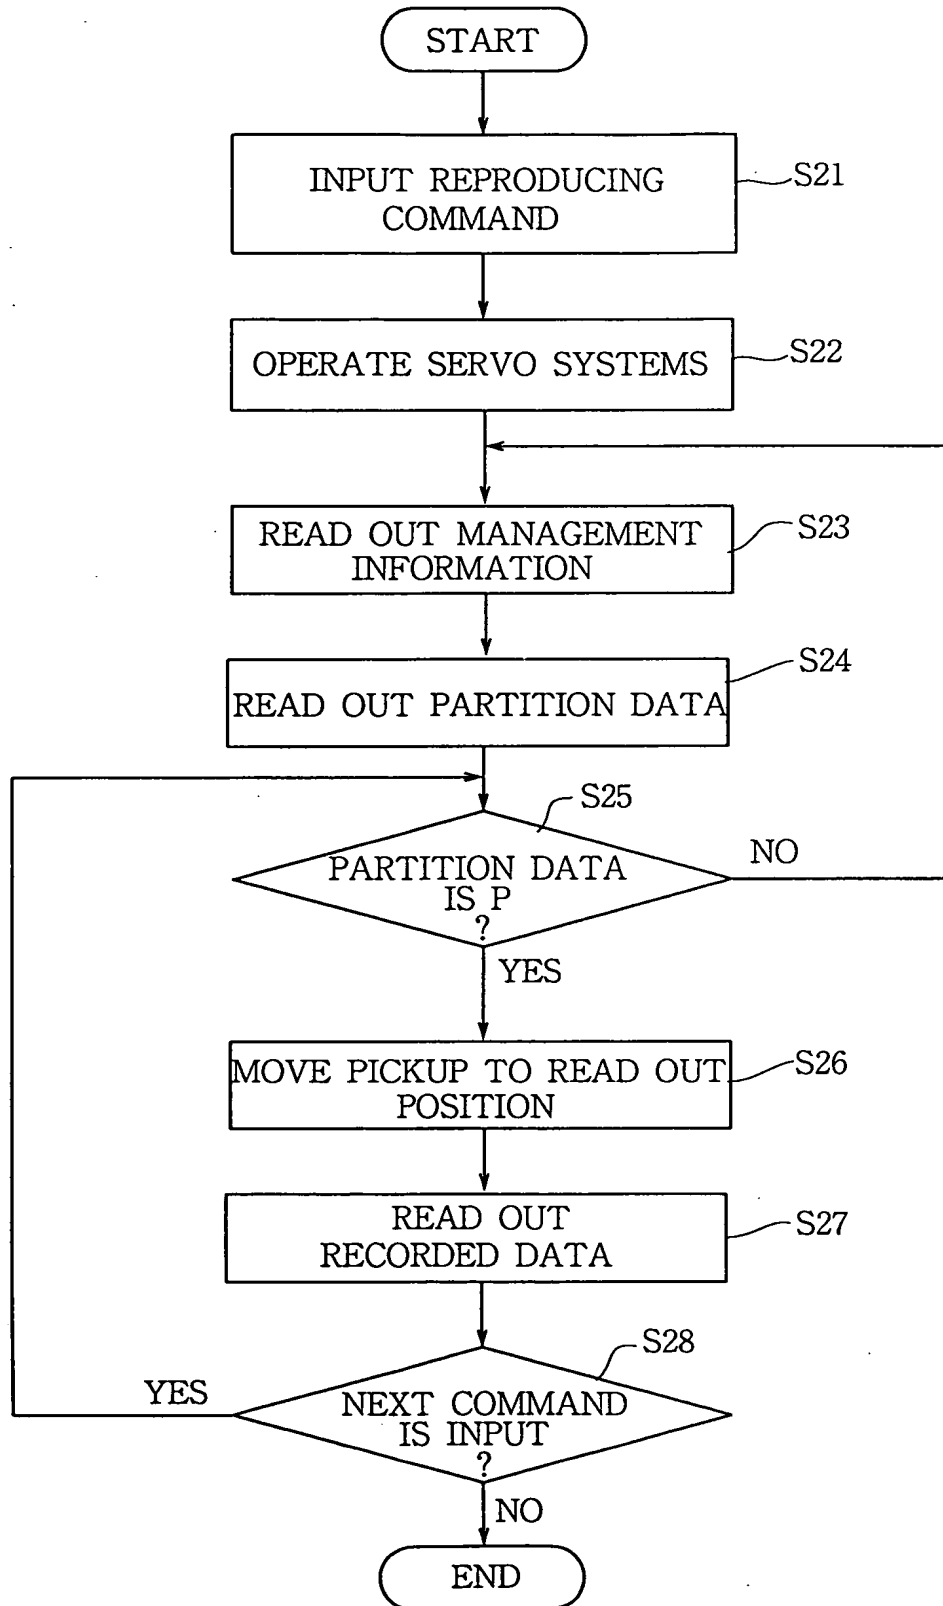 START
INPUT REPRODUCING
COMMAND
S21
OPERATE SERVO SYSTEMS
S22
READ OUT MANAGEMENT
INFORMATION
S23
READ OUT PARTITION DATA
S24
S25
PARTITION DATA
IS P
?
NO
YES
MOVE PICKUP TO READ OUT
POSITION
S26
READ OUT
RECORDED DATA
S27
S28
YES
NEXT COMMAND
IS INPUT
?
NO
END